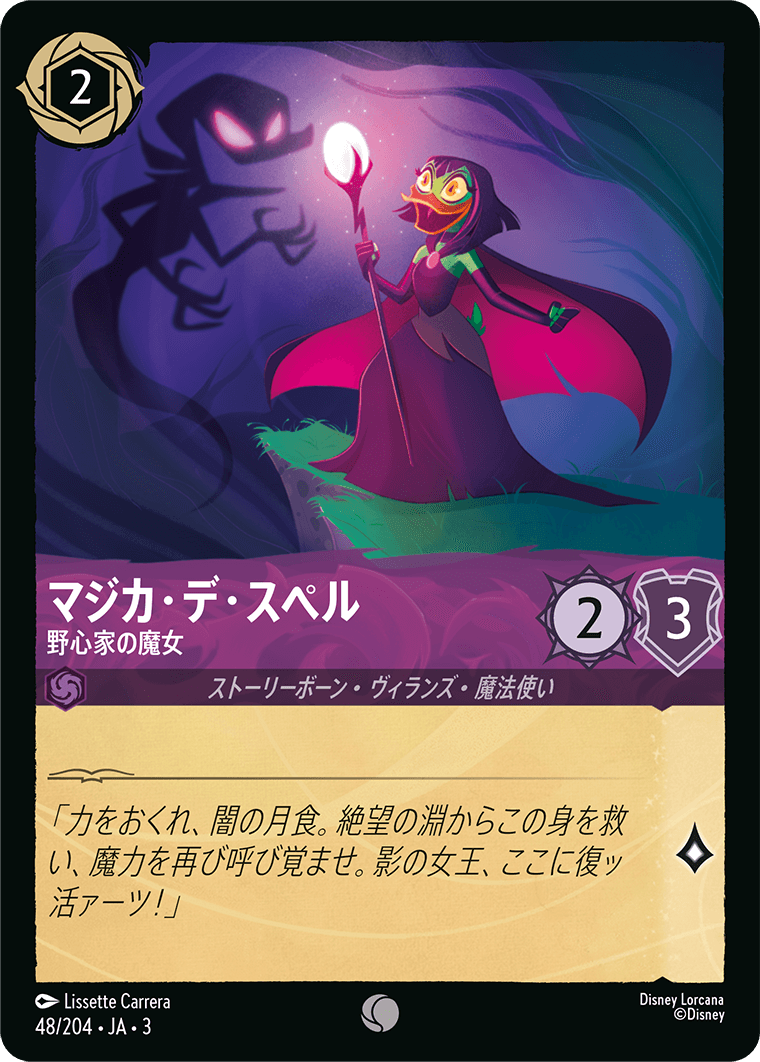 2
マジカ・デ・スペル
野心家の魔女
2
3
ストーリーボーン・ヴィランズ・魔法使い
「力をおくれ、闇の月食。絶望の淵からこの身を救
い、魔力を再び呼び覚ませ。影の女王、ここに復ッ
活ァーツ！」
Lissette Carrera
48/204・JA・3
Disney Lorcana
©Disney